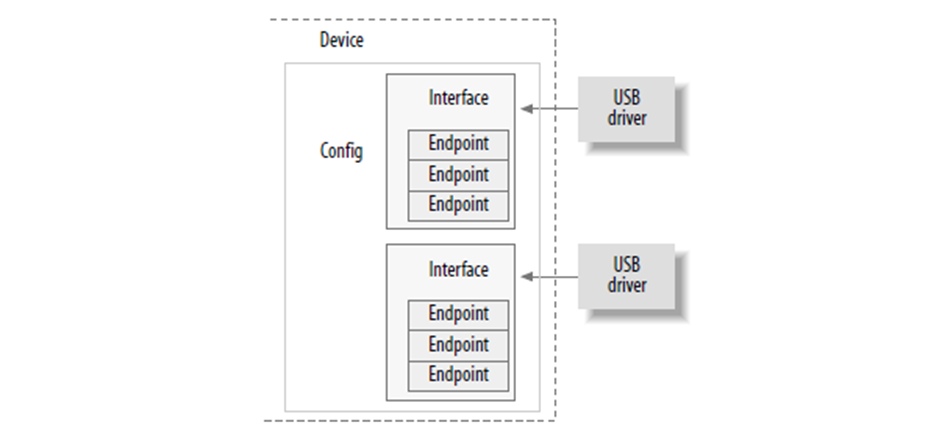 Device
Config
Interface
Endpoint
Endpoint
Endpoint
USB
driver
Interface
Endpoint
Endpoint
Endpoint
USB
driver